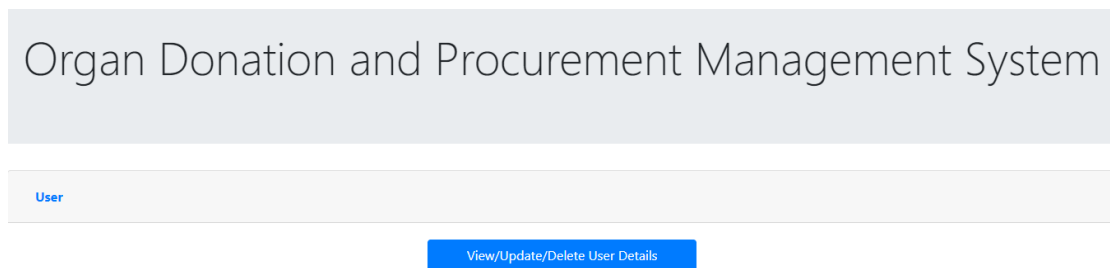 Organ Donation and Procurement Management System
User
View/Update/Delete User Details